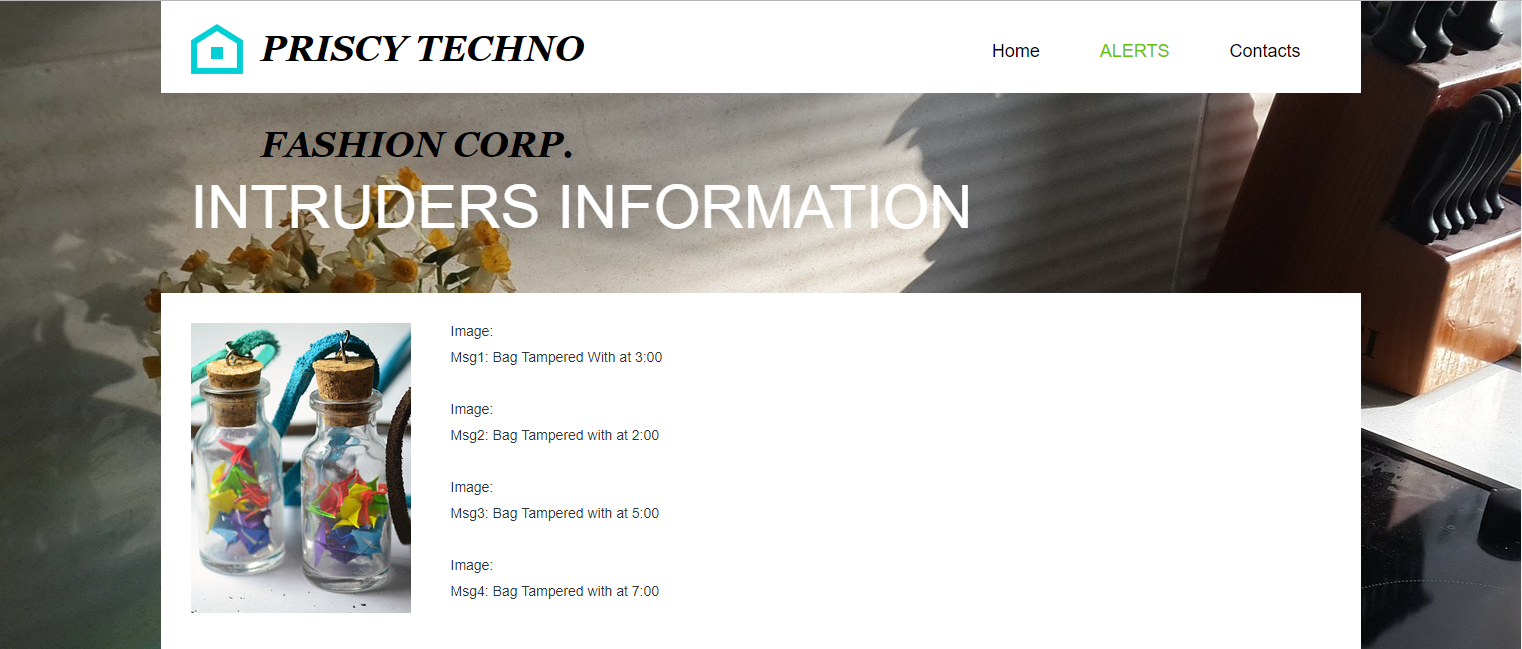 PRISCY TECHNO
Home
ALERTS
Contacts
FASHION CORP.
INTRUDERS INFORMATION
Image:
Msg1: Bag Tampered With at 3:00
Image:
Msg2: Bag Tampered with at 2:00
Image:
Msg3: Bag Tampered with at 5:00
Image:
Msg4: Bag Tampered with at 7:00